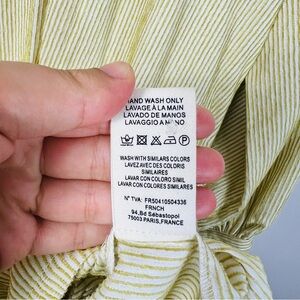 HAND WASH ONLY
LAVAGE À LA MAIN
LAVADO DE MANOS
LAVAGGIO A MANO
P
WASH WITH SIMILARS COLORS
LAVEZ AVEC DES COLORIS
SIMILAIRES
LAVAR CON COLORO SIMIL
LAVAR CON COLORES SIMILARES
N° TVA: FR50410504336
FRNCH
94, Bd Sébastopol
75003 PARIS, FRANCE